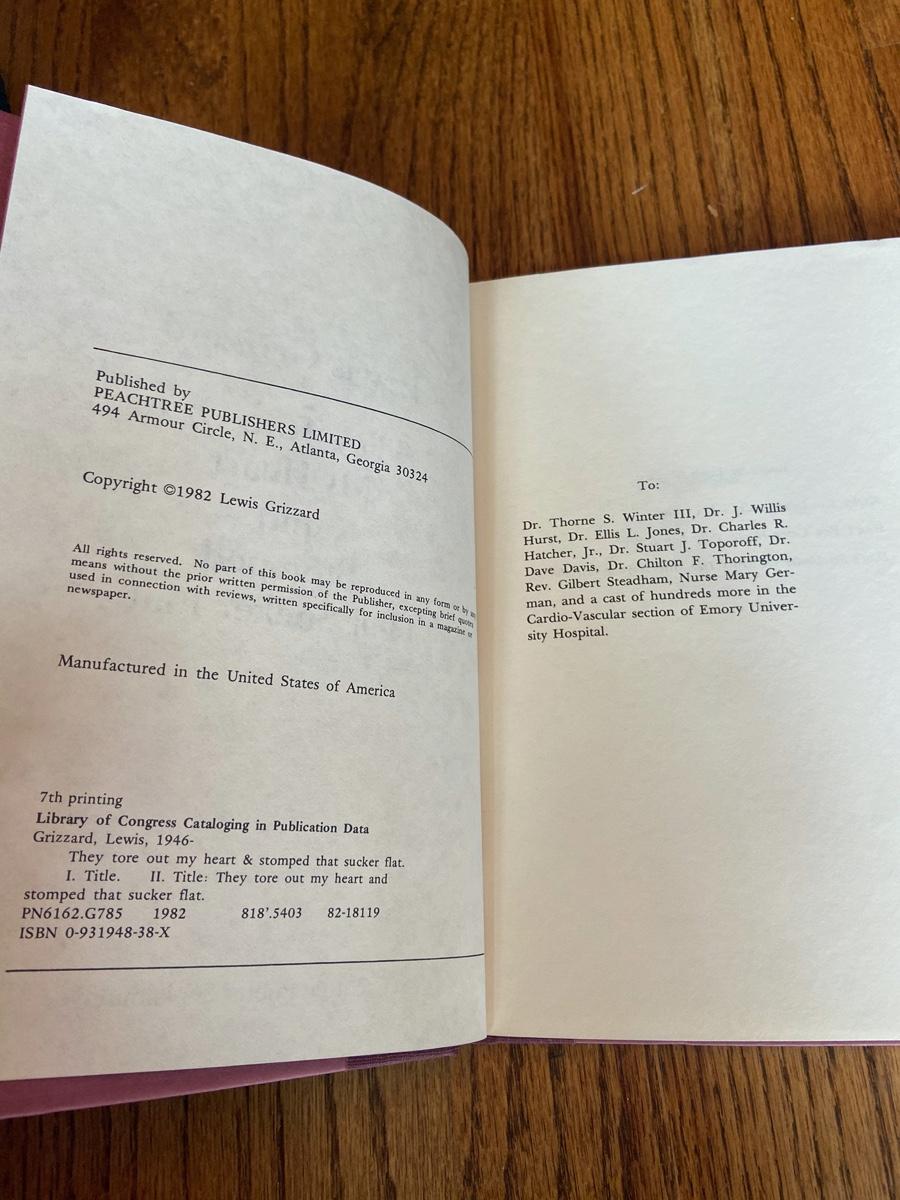 Published by
PEACHTREE PUBLISHERS LIMITED
494 Armour Circle, N. E., Atlanta, Georgia 30324
Copyright ©1982 Lewis Grizzard
All rights reserved. No part of this book may be reproduced in any form or by
means without the prior written permission of the Publisher, excepting brief quotes
used in connection with reviews, written specifically for inclusion in a magazine or
newspaper.
Manufactured in the United States of America
7th printing
Library of Congress Cataloging in Publication Data
Grizzard, Lewis, 1946-
They tore out my heart & stomped that sucker flat.
I. Title. II. Title: They tore out my heart and
stomped that sucker flat.
PN6162.G785 1982 818'.5403 82-18119
ISBN 0-931948-38-X
To:
Dr. Thorne S. Winter III, Dr. J. Willis
Hurst, Dr. Ellis L. Jones, Dr. Charles R.
Hatcher, Jr., Dr. Stuart J. Toporoff, Dr.
Dave Davis, Dr. Chilton F. Thorington,
Rev. Gilbert Steadham, Nurse Mary Ger-
man, and a cast of hundreds more in the
Cardio-Vascular section of Emory Univer-
sity Hospital.